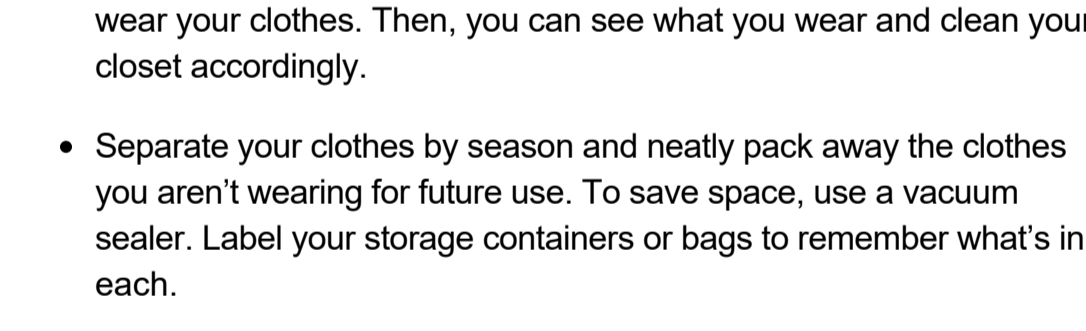 wear your clothes. Then, you can see what you wear and clean your
closet accordingly.
• Separate your clothes by season and neatly pack away the clothes
you aren’t wearing for future use. To save space, use a vacuum
sealer. Label your storage containers or bags to remember what’s in
each.